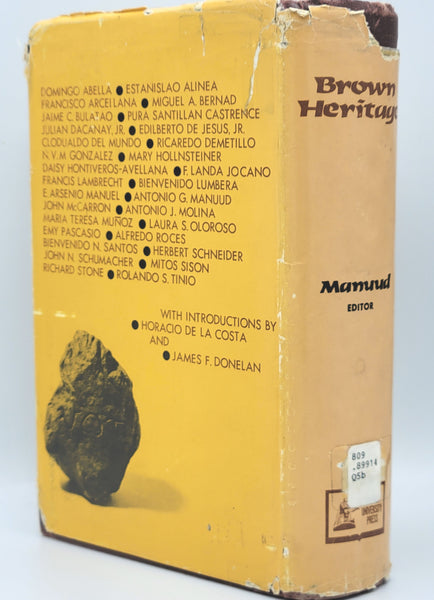 DOMINGO ABELLA ● ESTANISLAO ALINEA
FRANCISCO ARCELLANA ● MIGUEL A. BERNAD
JAIME C. BULATAO ● PURA SANTILLAN CASTRENCE
JULIAN DACANAY, JR. ● EDILBERTO DE JESUS, JR.
CLODUALDO DEL MUNDO ● RICAREDO DEMETILLO
N. V. M GONZALEZ ● MARY HOLLNSTEINER
DAISY HONTIVEROS-AVELLANA ● F. LANDA JOCANO
FRANCIS LAMBRECHT ● BIENVENIDO LUMBERA
E. ARSENIO MANUEL ● ANTONIO G. MANUUD
JOHN McCARRON ● ANTONIO J. MOLINA
MARIA TERESA MUÑOZ ● LAURA S. OLOROSO
EMY PASCASIO ● ALFREDO ROCES
BIENVENIDO N. SANTOS ● HERBERT SCHNEIDER
JOHN N. SCHUMACHER ● MITOS SISON
RICHARD STONE ● ROLANDO S. TINIO
WITH INTRODUCTIONS BY
● HORACIO DE LA COSTA
AND
● JAMES F. DONELAN
Brown
Heritage
Manuud
EDITOR
809
.89914
Q5b
UNIVERSITY
PRESS